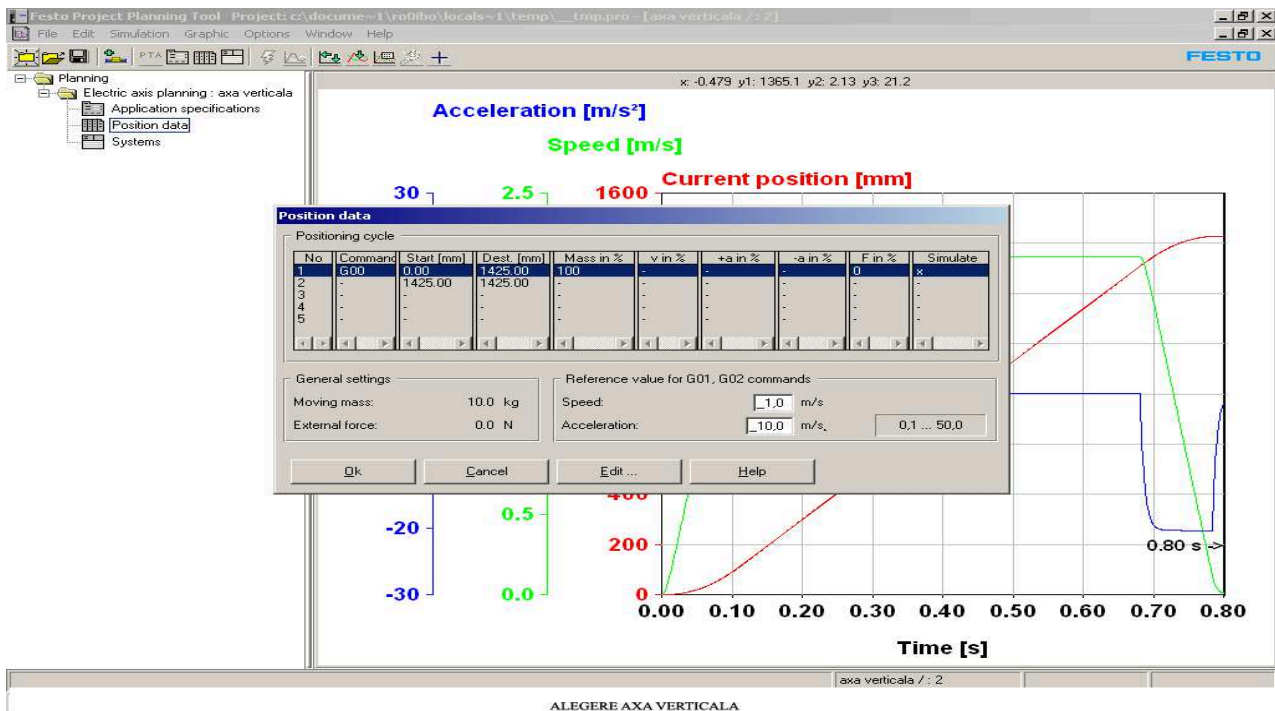 Festo Project Planning Tool Project: c:\docume~1\robibo\locals~1\temp\__tmp.pro - [axa verticala / : 2]
File Edit Simulation Graphic Options Window Help
PTA
FESTO
Planning
Electric axis planning : axa verticala
Application specifications
Position data
Systems
x: -0.479 y1: 1365.1 y2: 2.13 y3: 21.2
Acceleration [m/s²]
Speed [m/s]
Current position [mm]
30 2.5 1600
Position data
Positioning cycle
No Command Start [mm] Dest. [mm] Mass in % v in % +a in % -a in % F in % Simulate
1 G00 0.00 1425.00 100 - - - 0 x
2 - 1425.00 1425.00 - - - - - -
3 - - - - - - - - -
4 - - - - - - - - -
5 - - - - - - - - -
General settings
Moving mass: 10.0 kg
External force: 0.0 N
Reference value for G01, G02 commands
Speed: _1,0 m/s
Acceleration: _10,0 m/s, 0,1 ... 50,0
Ok Cancel Edit ... Help
400
-20 0.5 200
0.80 s ->
-30 0.0 0
0.00 0.10 0.20 0.30 0.40 0.50 0.60 0.70 0.80
Time [s]
axa verticala / : 2
ALEGERE AXA VERTICALA